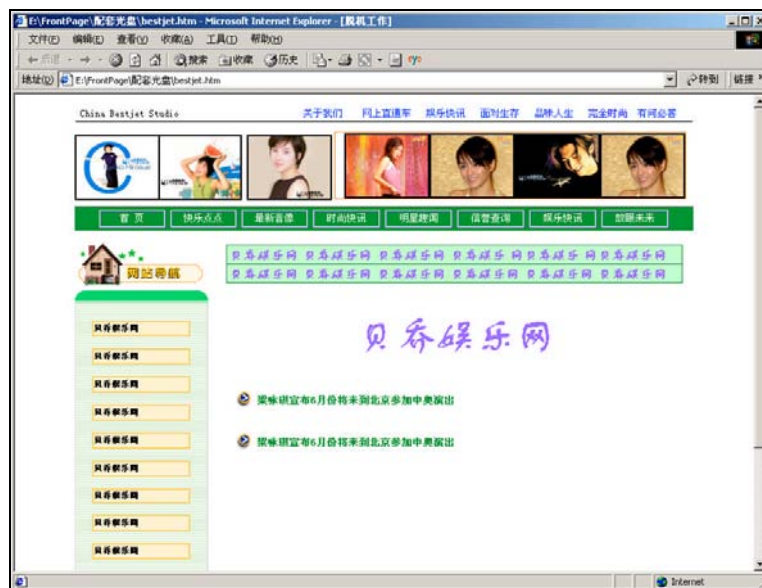 E:\FrontPage\配套光盘\bestjet.htm - Microsoft Internet Explorer - [脱机工作]
文件(F) 编辑(E) 查看(V) 收藏(A) 工具(T) 帮助(H)
后退 搜索 收藏 历史
地址(D) E:\FrontPage\配套光盘\bestjet.htm 转到 链接 »
China Bestjet Studio 关于我们 网上直通车 娱乐快讯 面对生存 品味人生 完全时尚 有问必答
首 页 快乐点点 最新音像 时尚快讯 明星趣闻 信誉查询 娱乐快讯 放眼未来
网站导航
贝乔娱乐网 贝乔娱乐网 贝乔娱乐网 贝乔娱乐网 贝乔娱乐网 贝乔娱乐网
贝乔娱乐网 贝乔娱乐网 贝乔娱乐网 贝乔娱乐网 贝乔娱乐网 贝乔娱乐网
贝乔娱乐网
贝乔娱乐网
贝乔娱乐网
贝乔娱乐网
梁咏琪宣布6月份将来到北京参加中奥演出
贝乔娱乐网
贝乔娱乐网
梁咏琪宣布6月份将来到北京参加中奥演出
贝乔娱乐网
贝乔娱乐网
贝乔娱乐网
贝乔娱乐网
Internet